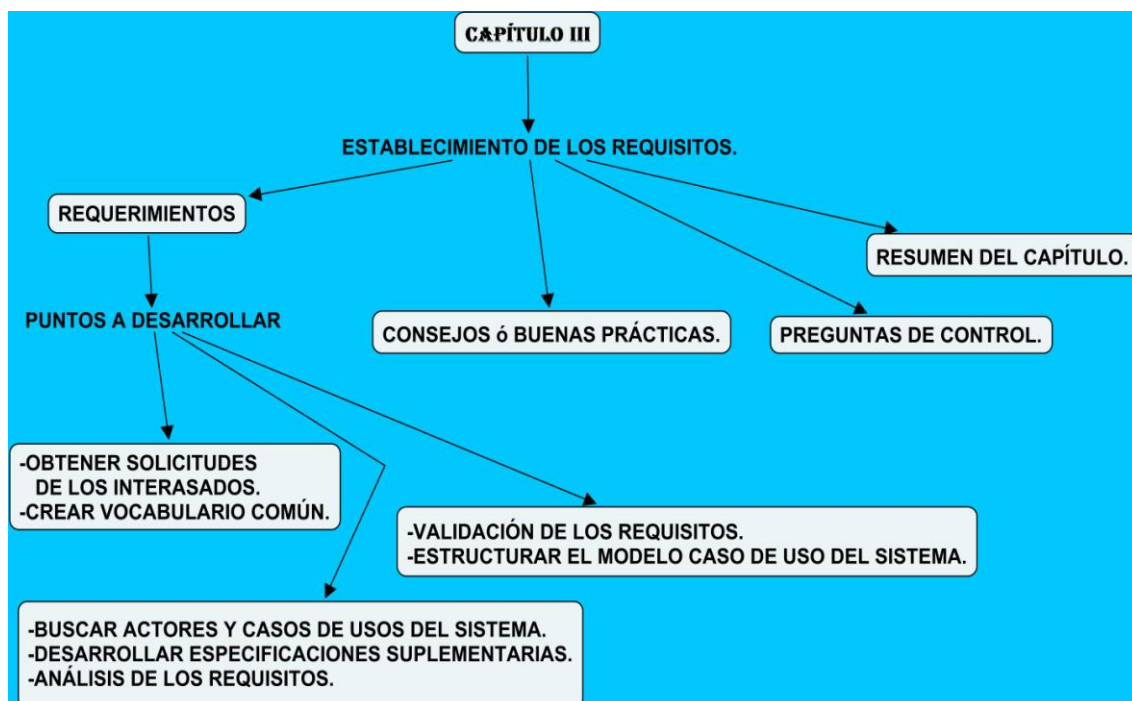 CAPÍTULO III
ESTABLECIMIENTO DE LOS REQUISITOS.
REQUERIMIENTOS
RESUMEN DEL CAPÍTULO.
PUNTOS A DESARROLLAR
CONSEJOS ó BUENAS PRÁCTICAS.
PREGUNTAS DE CONTROL.
-OBTENER SOLICITUDES
DE LOS INTERASADOS.
-CREAR VOCABULARIO COMÚN.
-VALIDACIÓN DE LOS REQUISITOS.
-ESTRUCTURAR EL MODELO CASO DE USO DEL SISTEMA.
-BUSCAR ACTORES Y CASOS DE USOS DEL SISTEMA.
-DESARROLLAR ESPECIFICACIONES SUPLEMENTARIAS.
-ANÁLISIS DE LOS REQUISITOS.